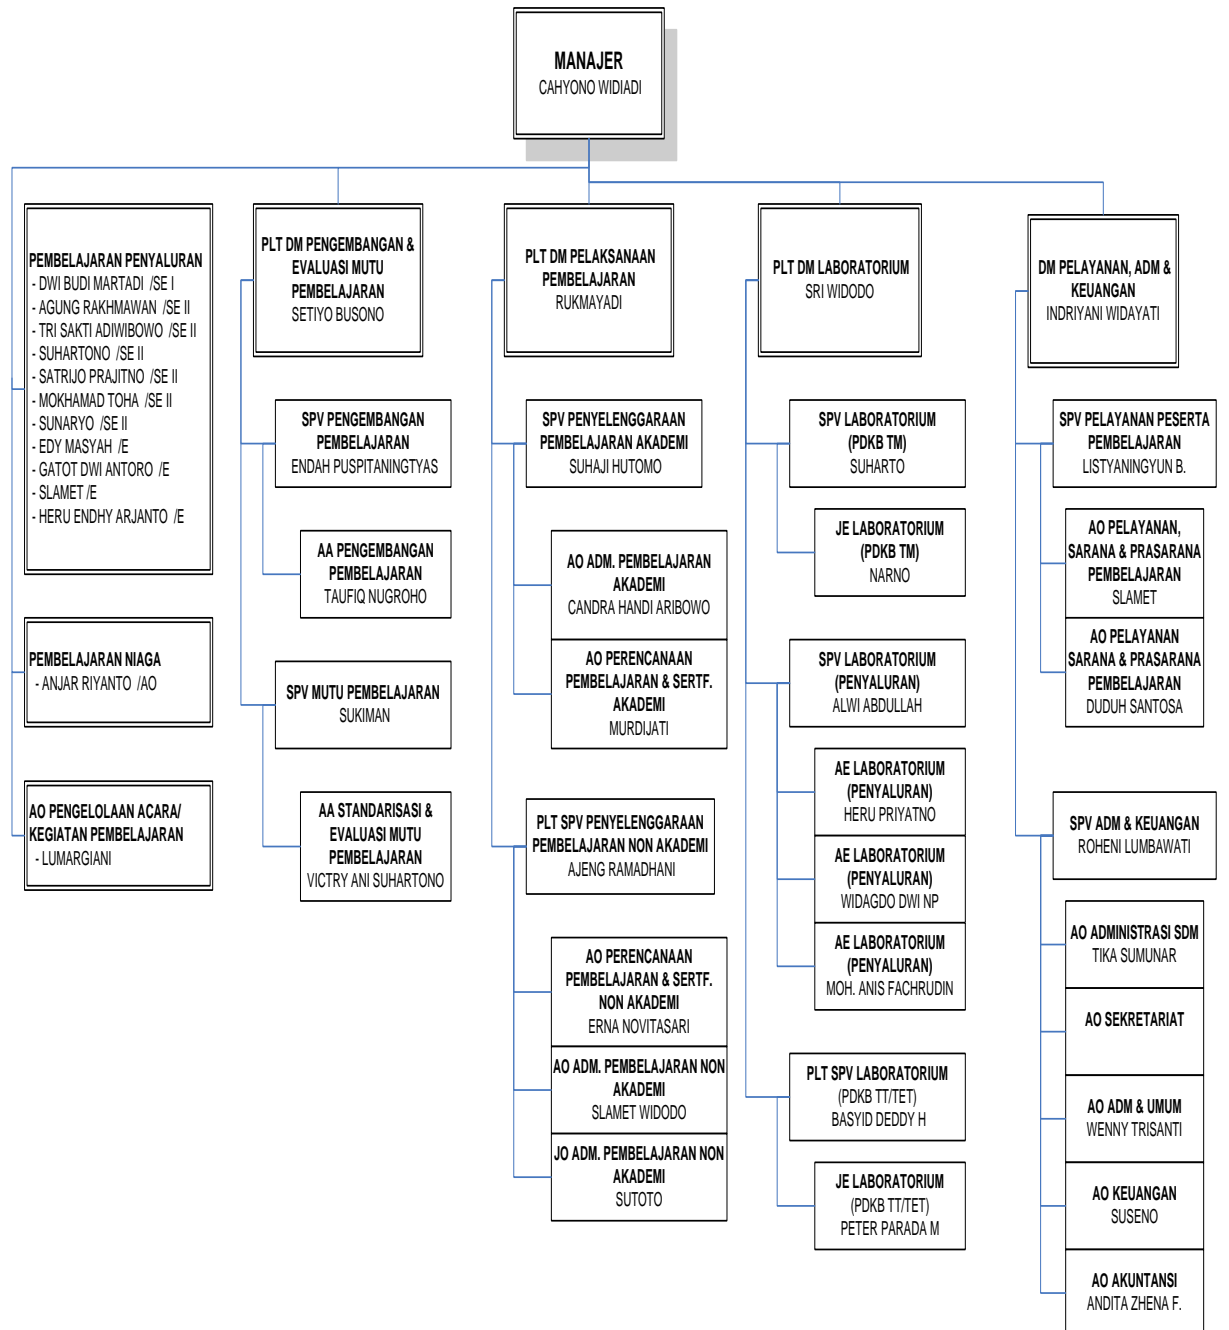 MANAJER
CAHYONO WIDIADI
PEMBELAJARAN PENYALURAN
- DWI BUDI MARTADI /SE I
- AGUNG RAKHMAWAN /SE II
- TRI SAKTI ADIWIBOWO /SE II
- SUHARTONO /SE II
- SATRIJO PRAJITNO /SE II
- MOKHAMAD TOHA /SE II
- SUNARYO /SE II
- EDY MASYAH /E
- GATOT DWI ANTORO /E
- SLAMET /E
- HERU ENDHY ARJANTO /E
PEMBELAJARAN NIAGA
- ANJAR RIYANTO /AO
AO PENGELOLAAN ACARA/
KEGIATAN PEMBELAJARAN
- LUMARGIANI
PLT DM PENGEMBANGAN &
EVALUASI MUTU
PEMBELAJARAN
SETIYO BUSONO
SPV PENGEMBANGAN
PEMBELAJARAN
ENDAH PUSPITANINGTYAS
AA PENGEMBANGAN
PEMBELAJARAN
TAUFIQ NUGROHO
SPV MUTU PEMBELAJARAN
SUKIMAN
AA STANDARISASI &
EVALUASI MUTU
PEMBELAJARAN
VICTRY ANI SUHARTONO
PLT DM PELAKSANAAN
PEMBELAJARAN
RUKMAYADI
SPV PENYELENGGARAAN
PEMBELAJARAN AKADEMI
SUHAJI HUTOMO
AO ADM. PEMBELAJARAN
AKADEMI
CANDRA HANDI ARIBOWO
AO PERENCANAAN
PEMBELAJARAN & SERTF.
AKADEMI
MURDIJATI
PLT SPV PENYELENGGARAAN
PEMBELAJARAN NON AKADEMI
AJENG RAMADHANI
AO PERENCANAAN
PEMBELAJARAN & SERTF.
NON AKADEMI
ERNA NOVITASARI
AO ADM. PEMBELAJARAN NON
AKADEMI
SLAMET WIDODO
JO ADM. PEMBELAJARAN NON
AKADEMI
SUTOTO
PLT DM LABORATORIUM
SRI WIDODO
SPV LABORATORIUM
(PDKB TM)
SUHARTO
JE LABORATORIUM
(PDKB TM)
NARNO
SPV LABORATORIUM
(PENYALURAN)
ALWI ABDULLAH
AE LABORATORIUM
(PENYALURAN)
HERU PRIYATNO
AE LABORATORIUM
(PENYALURAN)
WIDAGDO DWI NP
AE LABORATORIUM
(PENYALURAN)
MOH. ANIS FACHRUDIN
PLT SPV LABORATORIUM
(PDKB TT/TET)
BASYID DEDDY H
JE LABORATORIUM
(PDKB TT/TET)
PETER PARADA M
DM PELAYANAN, ADM &
KEUANGAN
INDRIYANI WIDAYATI
SPV PELAYANAN PESERTA
PEMBELAJARAN
LISTYANINGYUN B.
AO PELAYANAN,
SARANA & PRASARANA
PEMBELAJARAN
SLAMET
AO PELAYANAN
SARANA & PRASARANA
PEMBELAJARAN
DUDUH SANTOSA
SPV ADM & KEUANGAN
ROHENI LUMBAWATI
AO ADMINISTRASI SDM
TIKA SUMUNAR
AO SEKRETARIAT
AO ADM & UMUM
WENNY TRISANTI
AO KEUANGAN
SUSENO
AO AKUNTANSI
ANDITA ZHENA F.